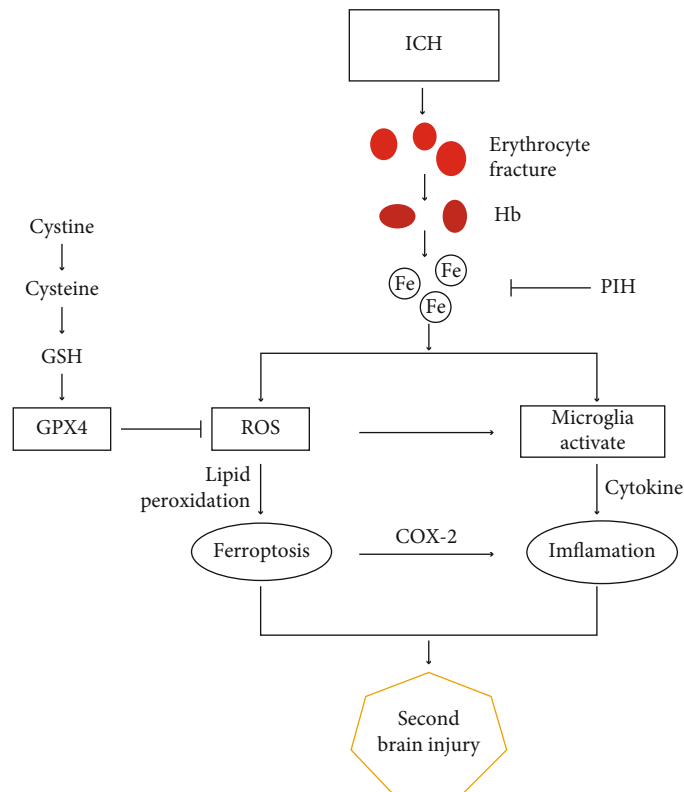 ICH
Erythrocyte
fracture
Hb
Cystine
Cysteine
GSH
GPX4
Fe
Fe
Fe
PIH
ROS
Microglia
activate
Lipid
peroxidation
Cytokine
Ferroptosis
COX-2
Imflamation
Second
brain injury